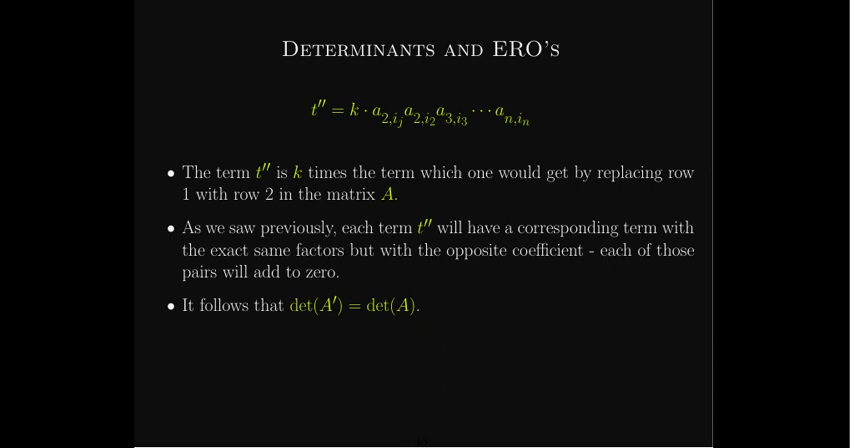 Determinants and ERO's
t′′ = k · a_{2,i_j} a_{2,i_2} a_{3,i_3} ⋯ a_{n,i_n}
• The term t′′ is k times the term which one would get by replacing row
1 with row 2 in the matrix A.
• As we saw previously, each term t′′ will have a corresponding term with
the exact same factors but with the opposite coefficient - each of those
pairs will add to zero.
• It follows that det(A′) = det(A).